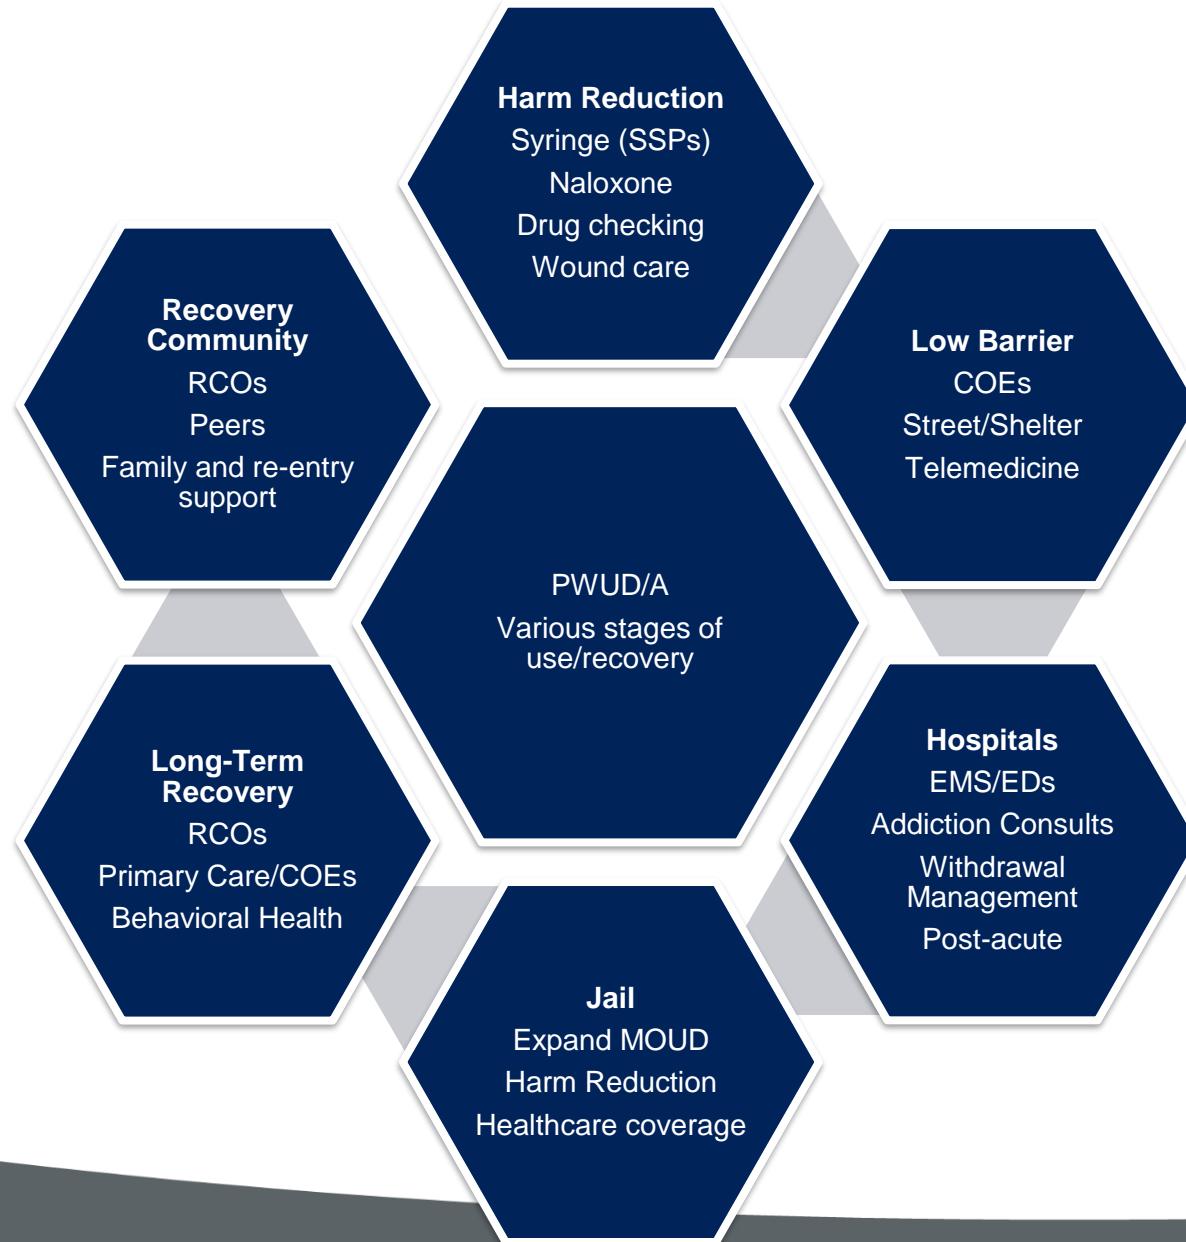 Harm Reduction
Syringe (SSPs)
Naloxone
Drug checking
Wound care
Low Barrier
COEs
Street/Shelter
Telemedicine
Hospitals
EMS/EDs
Addiction Consults
Withdrawal
Management
Post-acute
Jail
Expand MOUD
Harm Reduction
Healthcare coverage
Long-Term
Recovery
RCOs
Primary Care/COEs
Behavioral Health
Recovery
Community
RCOs
Peers
Family and re-entry
support
PWUD/A
Various stages of
use/recovery